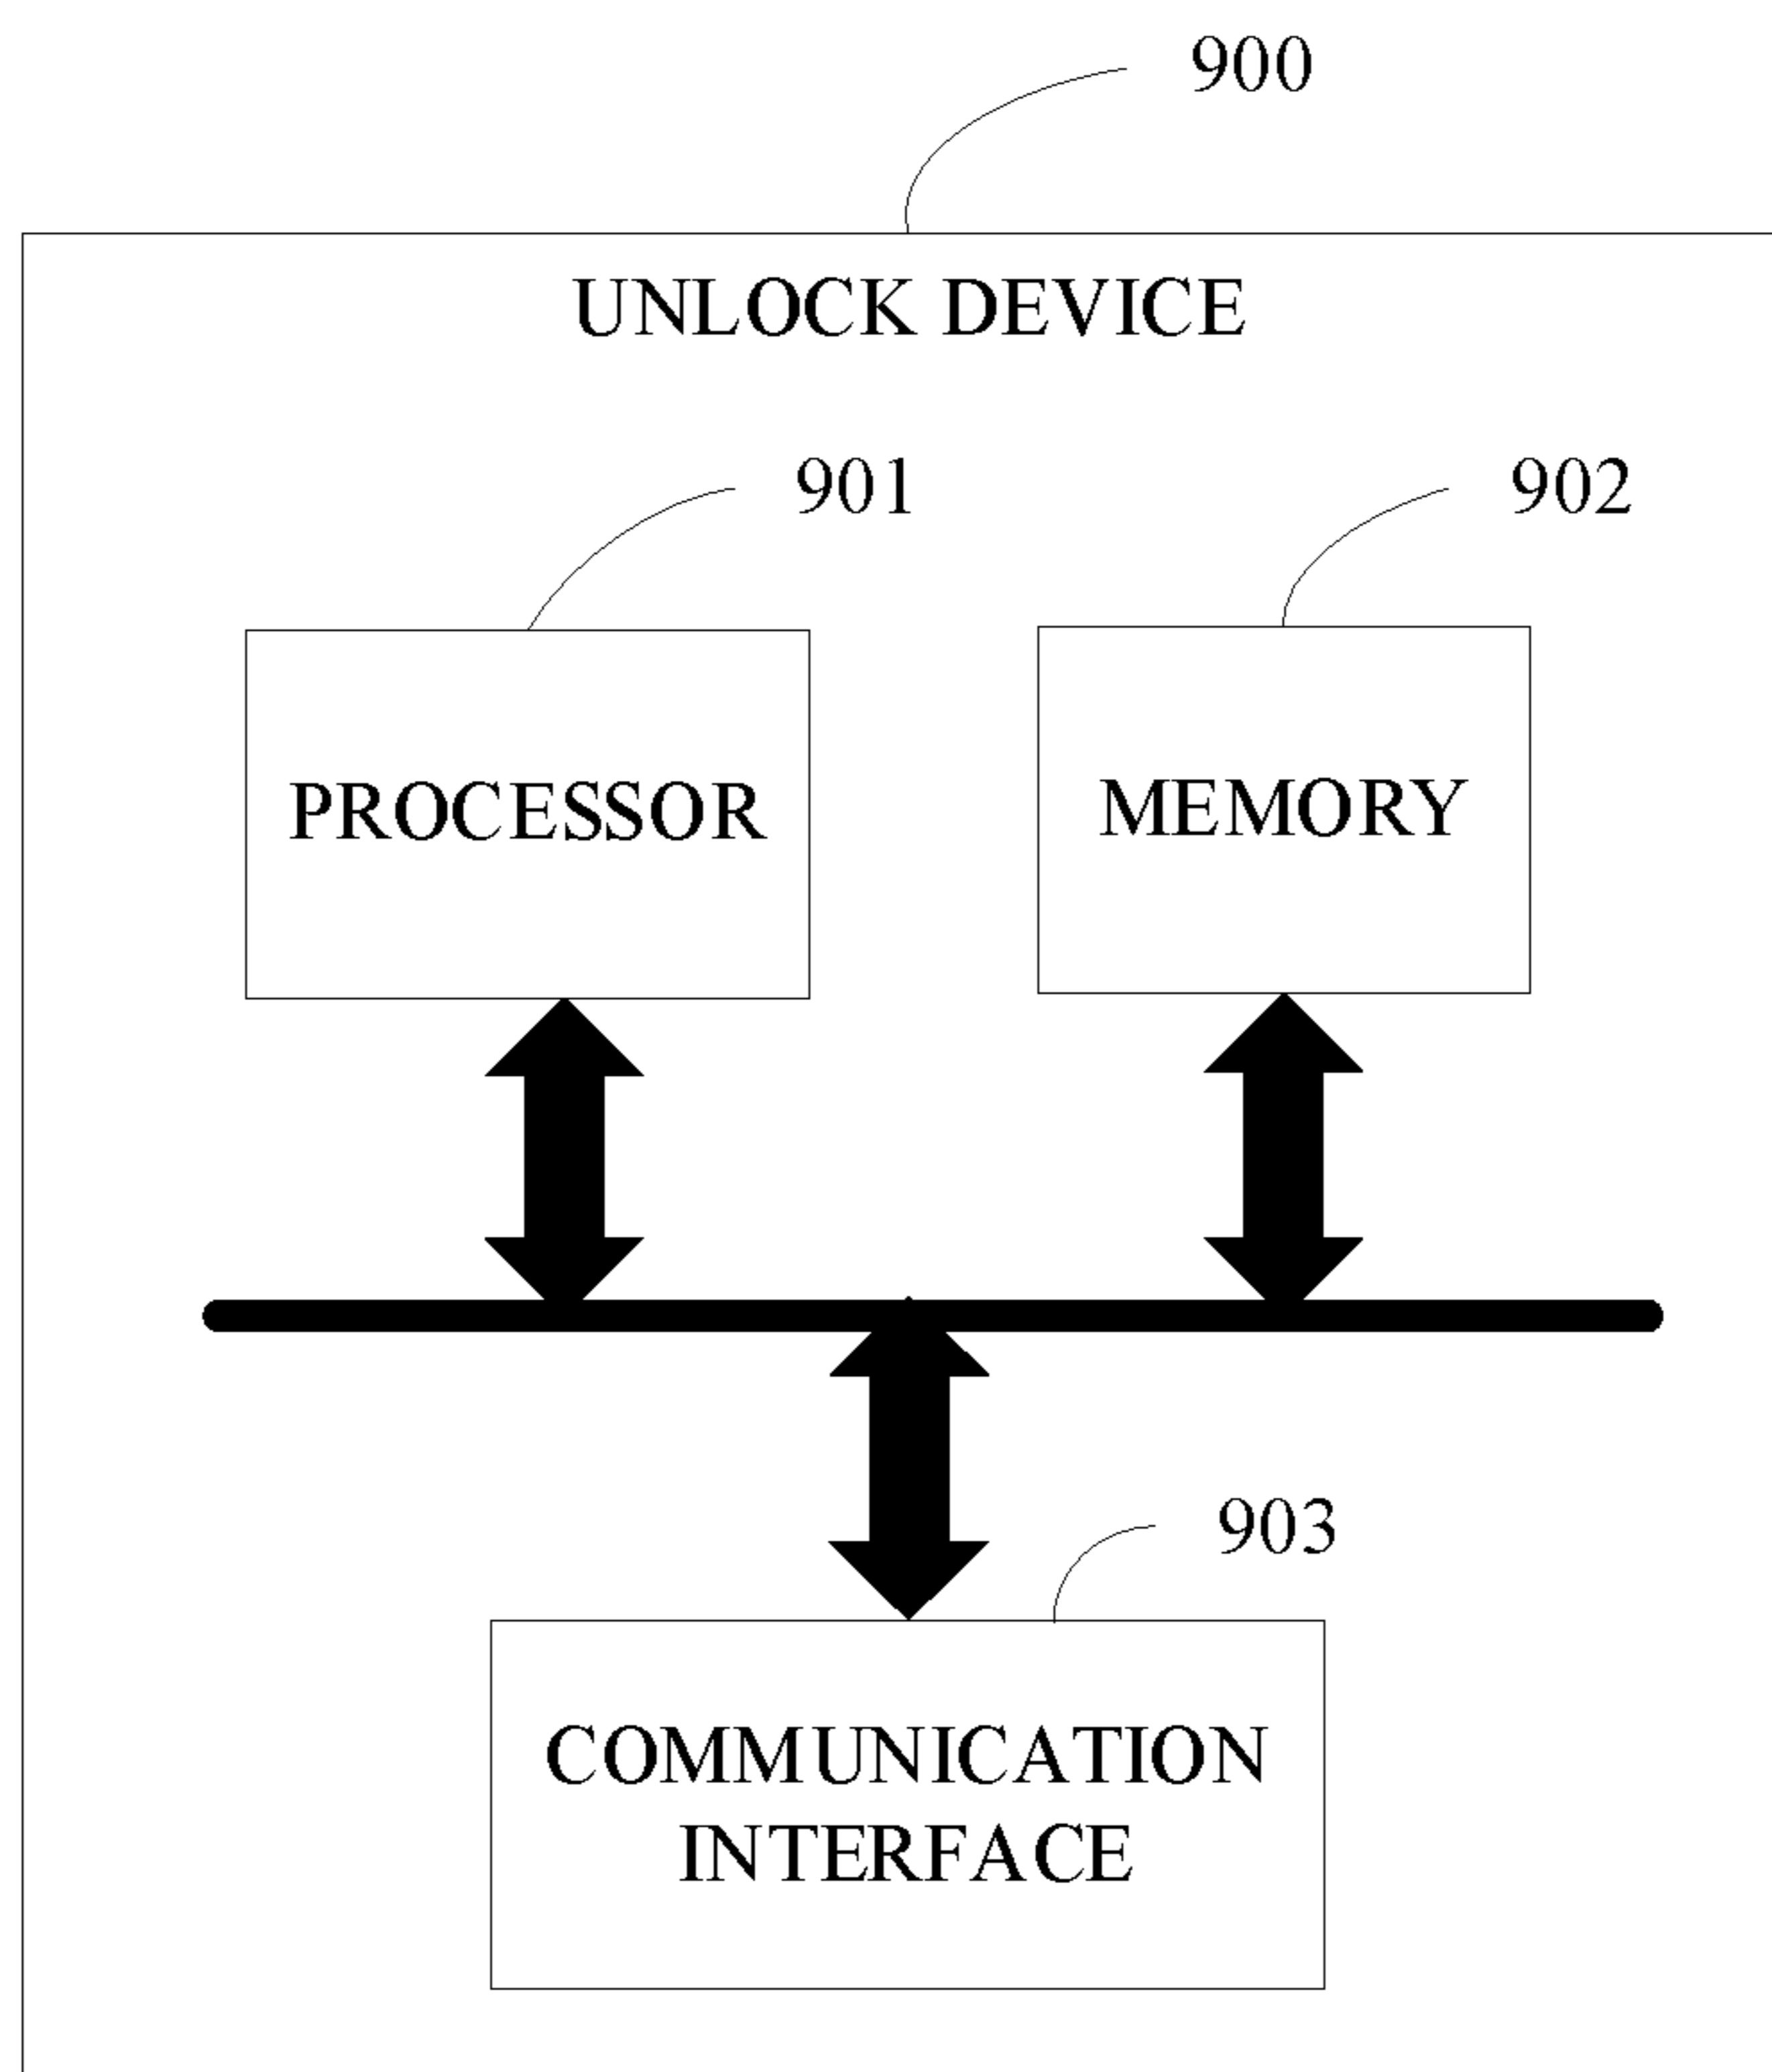 900
UNLOCK DEVICE
901
902
PROCESSOR
MEMORY
903
COMMUNICATION
INTERFACE